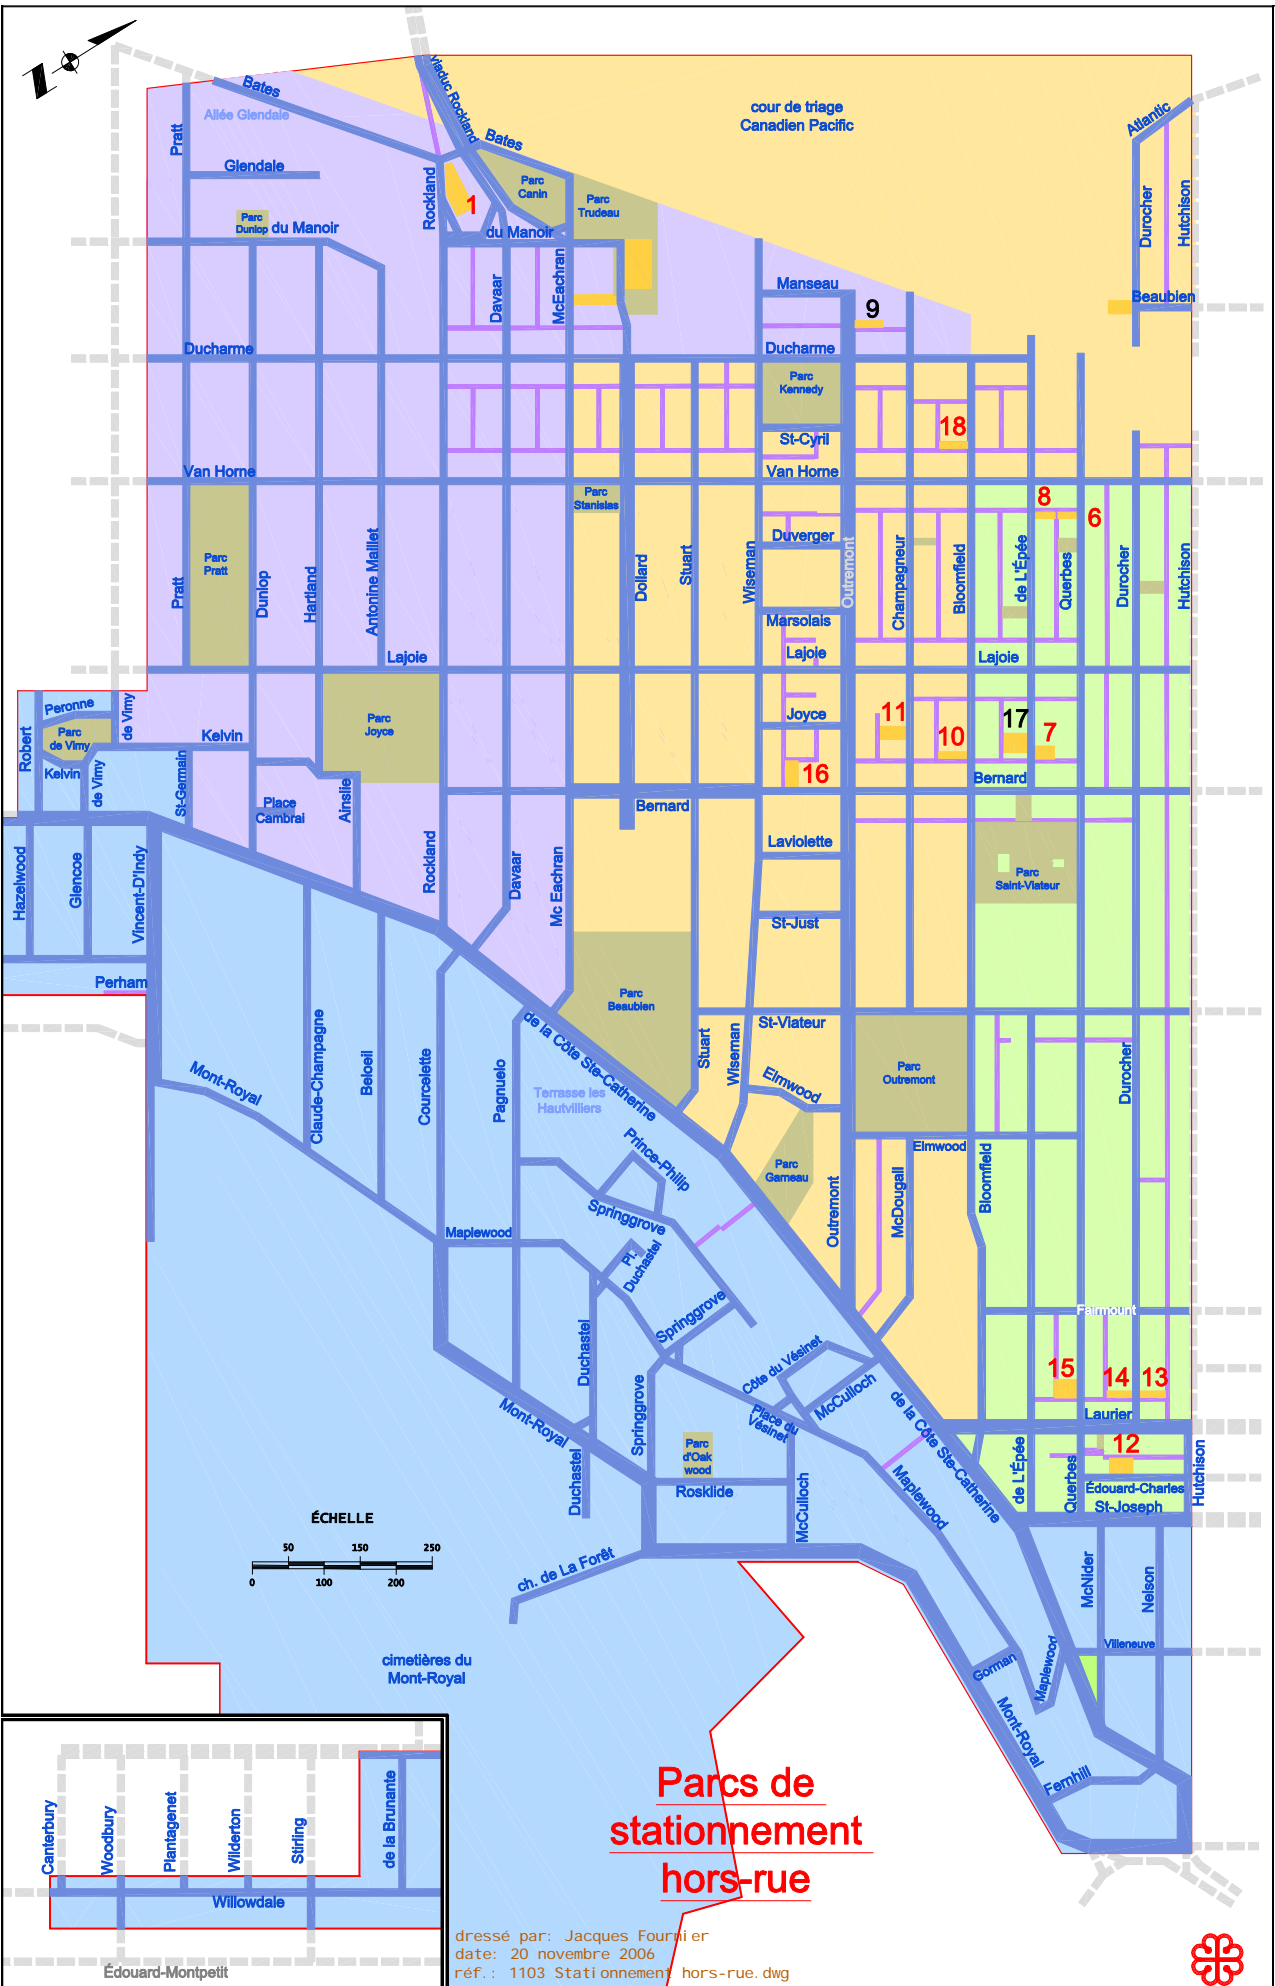 Z
Bates
Allée Glendale
Pratt
Glendale
Parc
Dunlop
du Manoir
viaduc Rockland
Bates
Parc
Canin
Parc
Trudeau
Rockland
1
du Manoir
Davaar
McEachran
cour de triage
Canadien Pacific
Atlantic
Durocher
Hutchison
Beaubien
Manseau
9
Ducharme
Ducharme
Parc
Kennedy
St-Cyril
18
Van Horne
Van Horne
Parc
Stanislas
8
6
Parc
Pratt
Pratt
Dunlop
Hartland
Antonine Maillet
Dollard
Stuart
Wiseman
Duverger
Outremont
Champagneur
Bloomfield
de L'Épée
Querbes
Durocher
Hutchison
Marsolais
Lajoie
Lajoie
Lajoie
Peronne
de Vimy
Robert
Parc
de Vimy
Kelvin
Kelvin
de Vimy
St-Germain
Place
Cambrai
Ainslie
Parc
Joyce
Joyce
11
10
17
7
16
Bernard
Bernard
Rockland
Davaar
Mc Eachran
Laviolette
St-Just
Parc
Saint-Viateur
Hazelwood
Glencoe
Vincent-D'Indy
Perham
Parc
Beaubien
de la Côte Ste-Catherine
St-Viateur
Stuart
Wiseman
Elmwood
Parc
Outremont
Durocher
Mont-Royal
Claude-Champagne
Beloeil
Courcelette
Pagnuelo
Terrasse les
Hautvilliers
Prince-Philip
Springgrove
Parc
Garneau
Outremont
McDougall
Elmwood
Bloomfield
Maplewood
Pl.
Duchastel
Springgrove
Duchastel
Fairmount
Côte du Vésinet
McCulloch
Place du
Vésinet
15
14
13
Laurier
Mont-Royal
Springgrove
Duchastel
Parc
d'Oak
wood
Rosklide
McCulloch
Maplewood
de la Côte Ste-Catherine
de L'Épée
Querbes
12
Édouard-Charles
St-Joseph
Hutchison
ÉCHELLE
50 150 250
0 100 200
ch. de La Forêt
McNider
Nelson
Villeneuve
cimetières du
Mont-Royal
Gorman
Maplewood
Mont-Royal
Fernhill
Canterbury
Woodbury
Plantagenet
Wilderton
Stirling
de la Brunante
Willowdale
Édouard-Montpetit
Parcs de
stationnement
hors-rue
dressé par: Jacques Fournier
date: 20 novembre 2006
réf.: 1103 Stationnement hors-rue.dwg